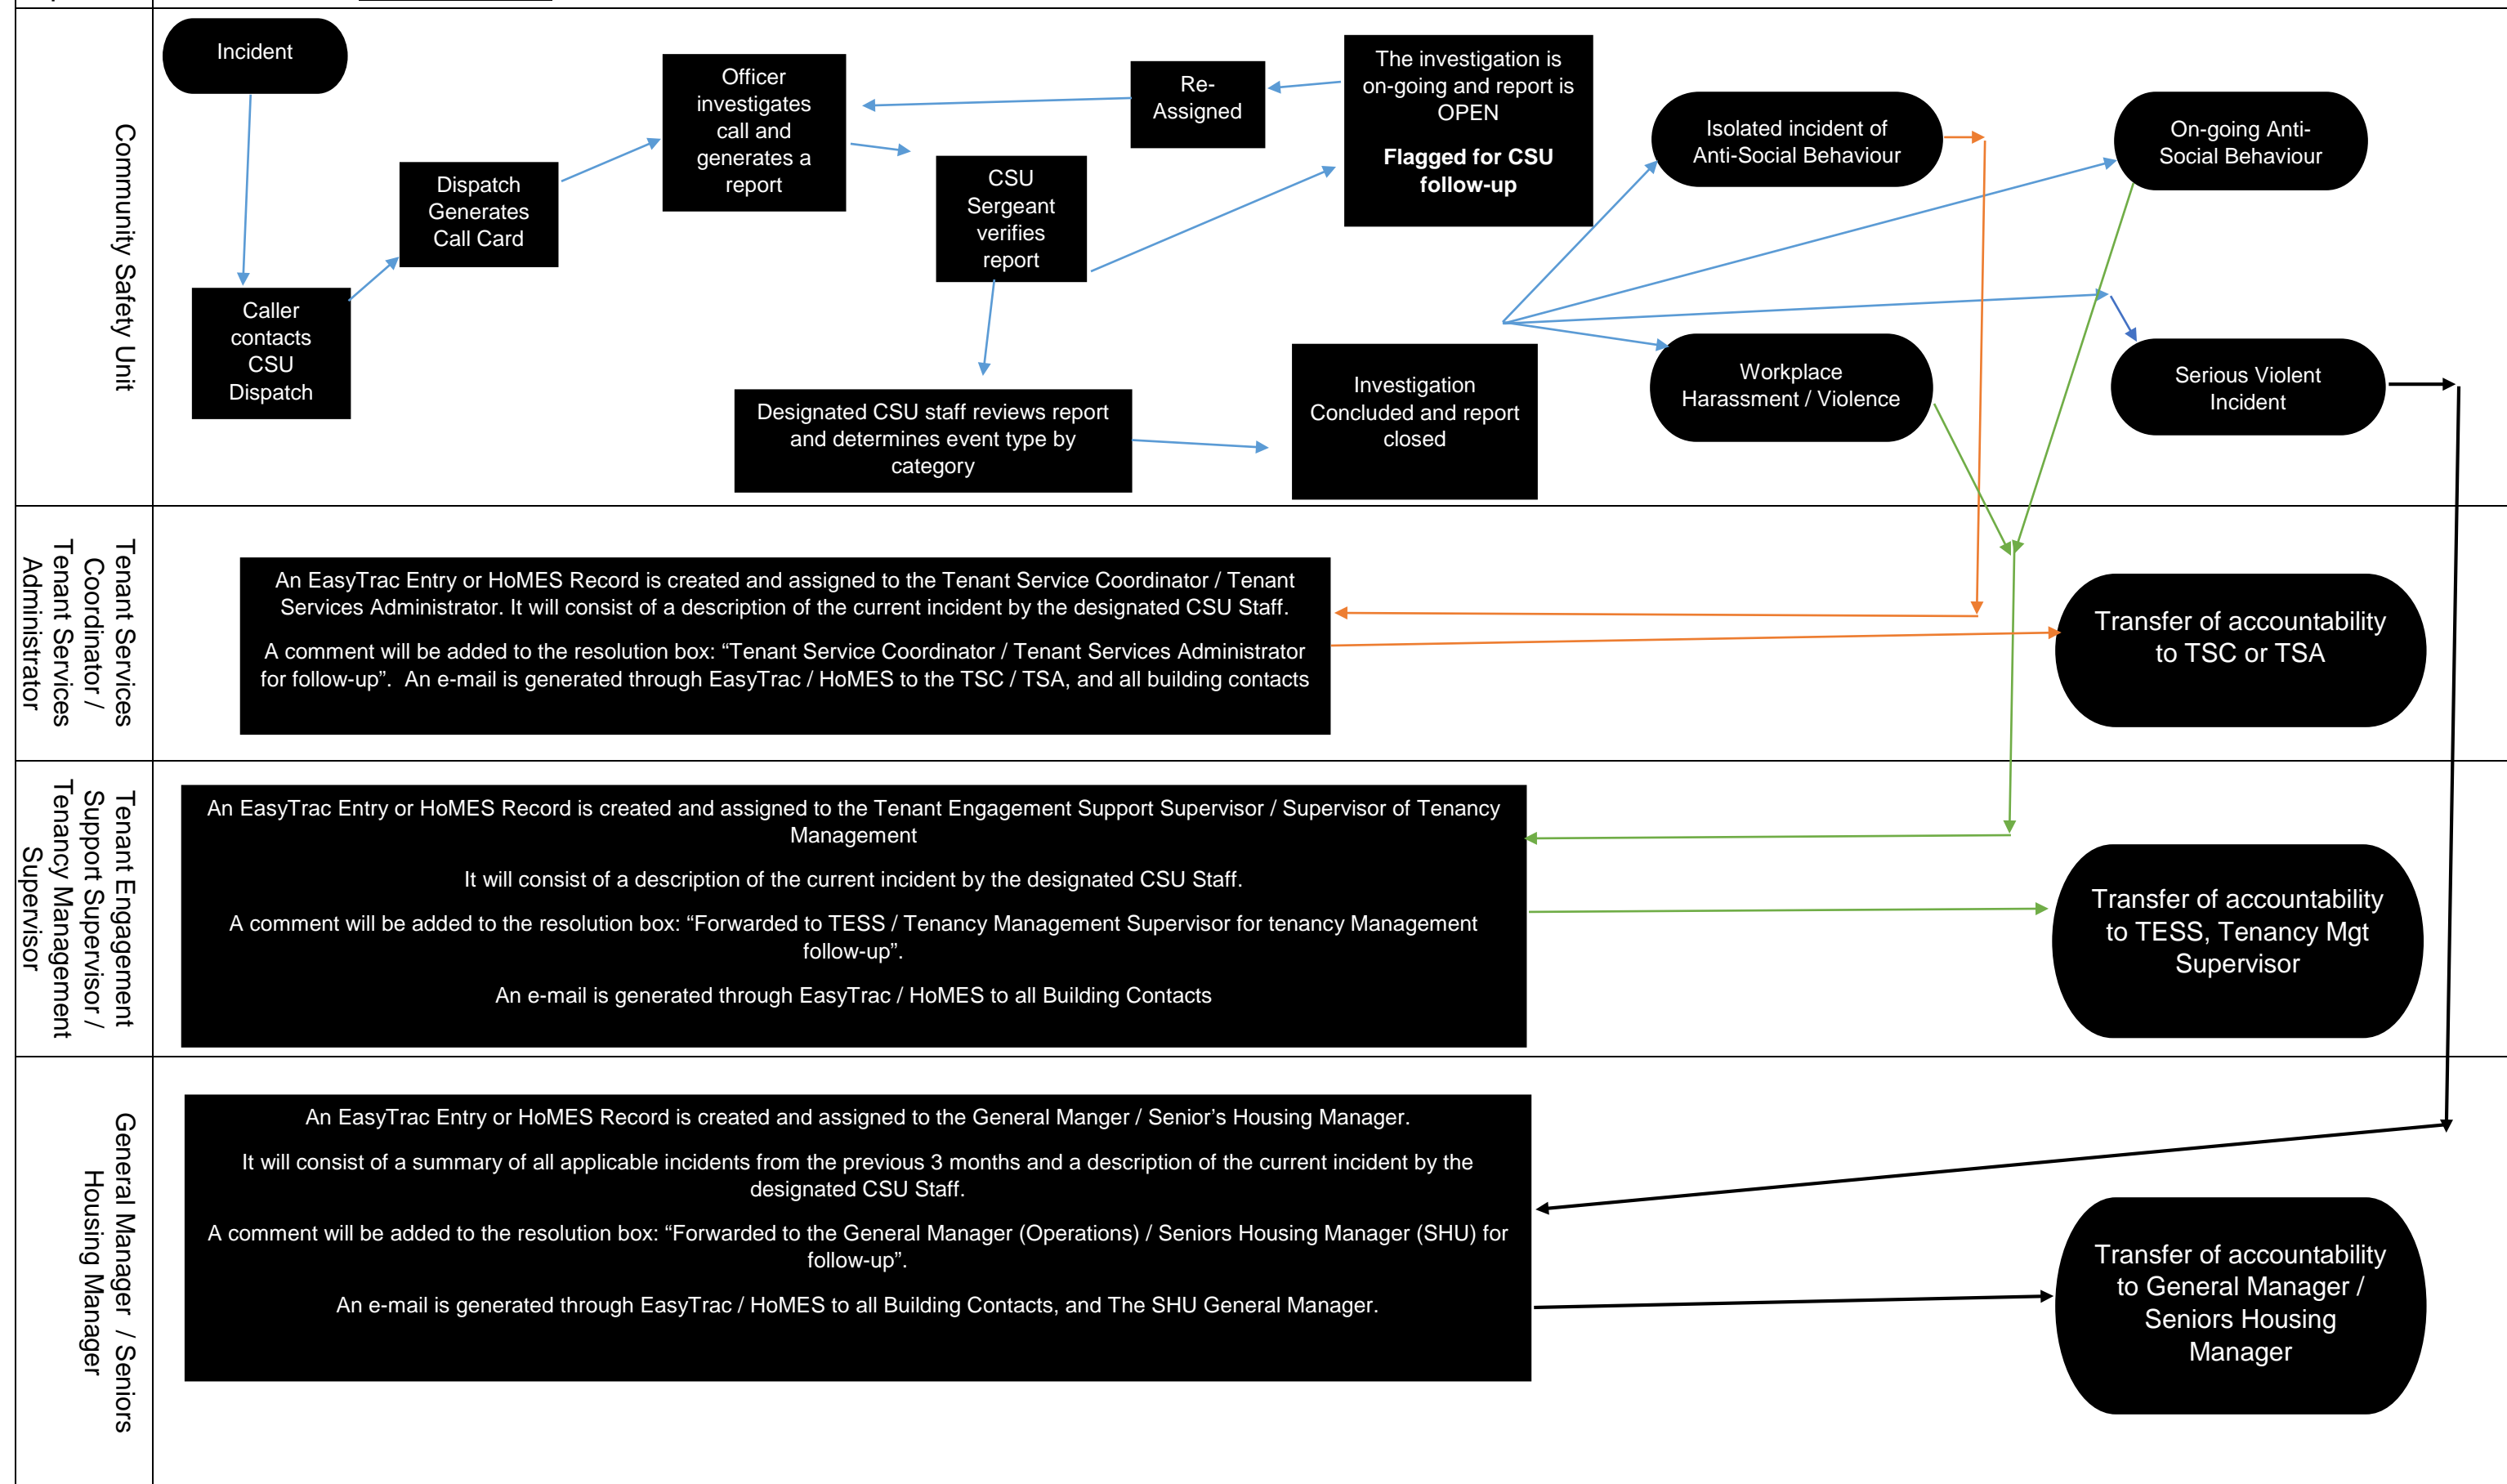 Community Safety Unit
Incident
Caller
contacts
CSU
Dispatch
Dispatch
Generates
Call Card
Officer
investigates
call and
generates a
report
CSU
Sergeant
verifies
report
Re-
Assigned
The investigation is
on-going and report is
OPEN
Flagged for CSU
follow-up
Designated CSU staff reviews report
and determines event type by
category
Investigation
Concluded and report
closed
Isolated incident of
Anti-Social Behaviour
On-going Anti-
Social Behaviour
Workplace
Harassment / Violence
Serious Violent
Incident
Tenant Services
Coordinator /
Tenant Services
Administrator
An EasyTrac Entry or HoMES Record is created and assigned to the Tenant Service Coordinator / Tenant
Services Administrator. It will consist of a description of the current incident by the designated CSU Staff.
A comment will be added to the resolution box: “Tenant Service Coordinator / Tenant Services Administrator
for follow-up”.  An e-mail is generated through EasyTrac / HoMES to the TSC / TSA, and all building contacts
Transfer of accountability
to TSC or TSA
Tenant Engagement
Support Supervisor /
Tenancy Management
Supervisor
An EasyTrac Entry or HoMES Record is created and assigned to the Tenant Engagement Support Supervisor / Supervisor of Tenancy
Management
It will consist of a description of the current incident by the designated CSU Staff.
A comment will be added to the resolution box: “Forwarded to TESS / Tenancy Management Supervisor for tenancy Management
follow-up”.
An e-mail is generated through EasyTrac / HoMES to all Building Contacts
Transfer of accountability
to TESS, Tenancy Mgt
Supervisor
General Manager / Seniors
Housing Manager
An EasyTrac Entry or HoMES Record is created and assigned to the General Manger / Senior’s Housing Manager.
It will consist of a summary of all applicable incidents from the previous 3 months and a description of the current incident by the
designated CSU Staff.
A comment will be added to the resolution box: “Forwarded to the General Manager (Operations) / Seniors Housing Manager (SHU) for
follow-up”.
An e-mail is generated through EasyTrac / HoMES to all Building Contacts, and The SHU General Manager.
Transfer of accountability
to General Manager /
Seniors Housing
Manager